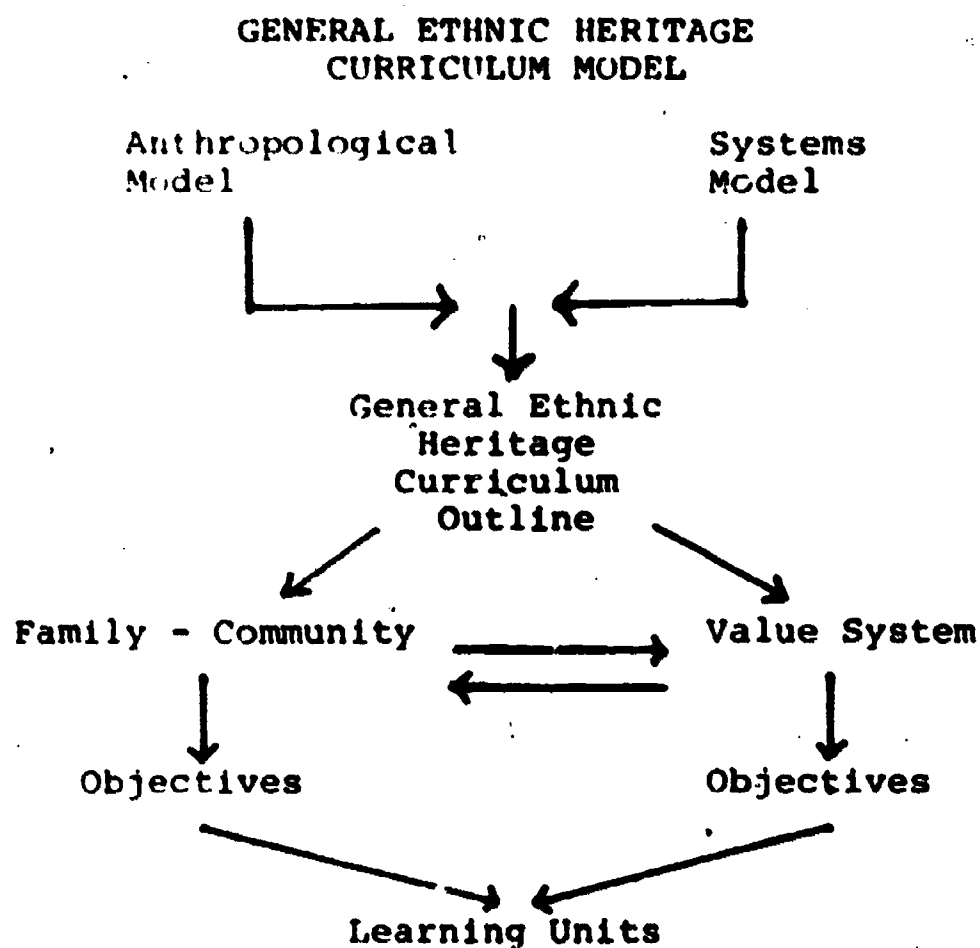 GENERAL ETHNIC HERITAGE
CURRICULUM MODEL
Anthropological
Model
Systems
Model
General Ethnic
Heritage
Curriculum
Outline
Family - Community
Value System
Objectives
Objectives
Learning Units